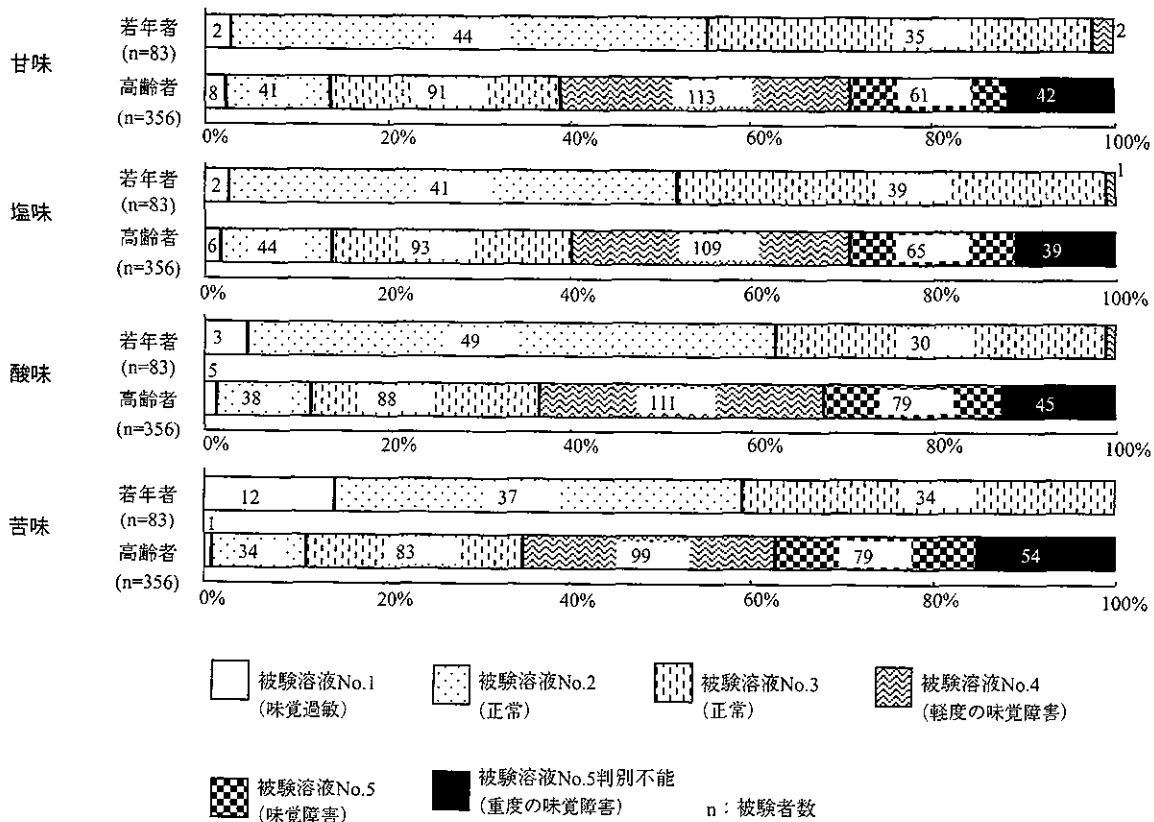 甘味
若年者
(n=83)
2 44 35 2
高齢者
(n=356)
8 41 91 113 61 42
0% 20% 40% 60% 80% 100%
塩味
若年者
(n=83)
2 41 39 1
高齢者
(n=356)
6 44 93 109 65 39
0% 20% 40% 60% 80% 100%
酸味
若年者
(n=83)
3 49 30
高齢者
(n=356)
5 38 88 111 79 45
0% 20% 40% 60% 80% 100%
苦味
若年者
(n=83)
12 37 34
高齢者
(n=356)
1 34 83 99 79 54
0% 20% 40% 60% 80% 100%
被験溶液No.1
(味覚過敏)
被験溶液No.2
(正常)
被験溶液No.3
(正常)
被験溶液No.4
(軽度の味覚障害)
被験溶液No.5
(味覚障害)
被験溶液No.5判別不能
(重度の味覚障害)
n：被験者数